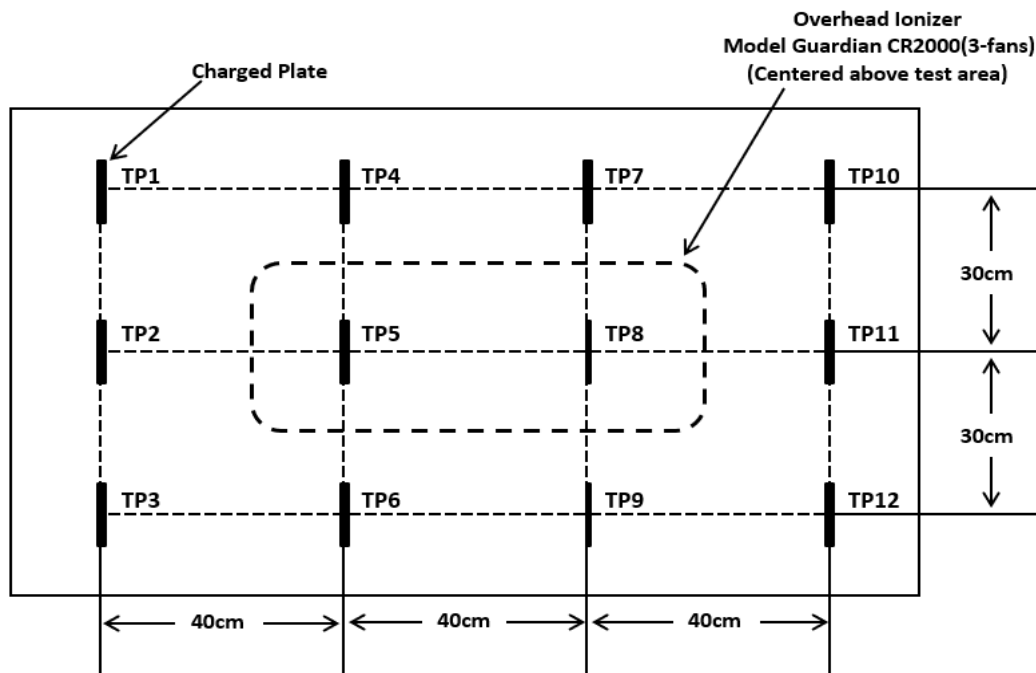 Overhead Ionizer
Model Guardian CR2000(3-fans)
(Centered above test area)
Charged Plate
TP1
TP4
TP7
TP10
30cm
TP2
TP5
TP8
TP11
30cm
TP3
TP6
TP9
TP12
40cm
40cm
40cm